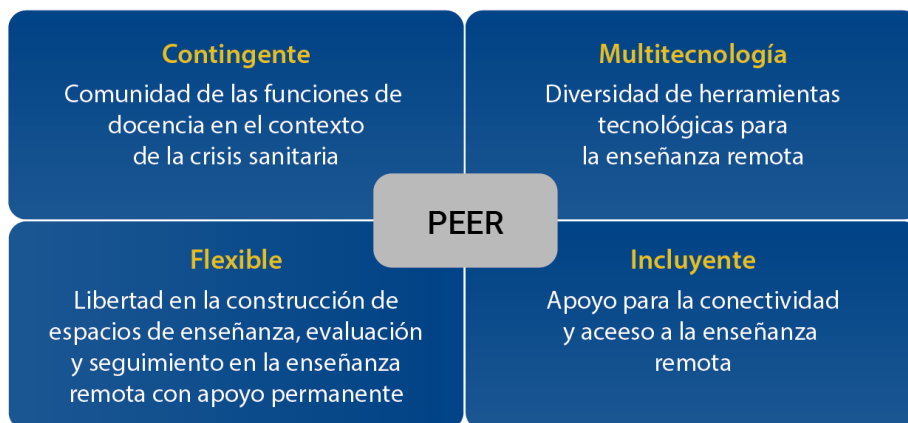 Contingente
Comunidad de las funciones de
docencia en el contexto
de la crisis sanitaria
Multitecnología
Diversidad de herramientas
tecnológicas para
la enseñanza remota
PEER
Flexible
Libertad en la construcción de
espacios de enseñanza, evaluación
y seguimiento en la enseñanza
remota con apoyo permanente
Incluyente
Apoyo para la conectividad
y aceeso a la enseñanza
remota